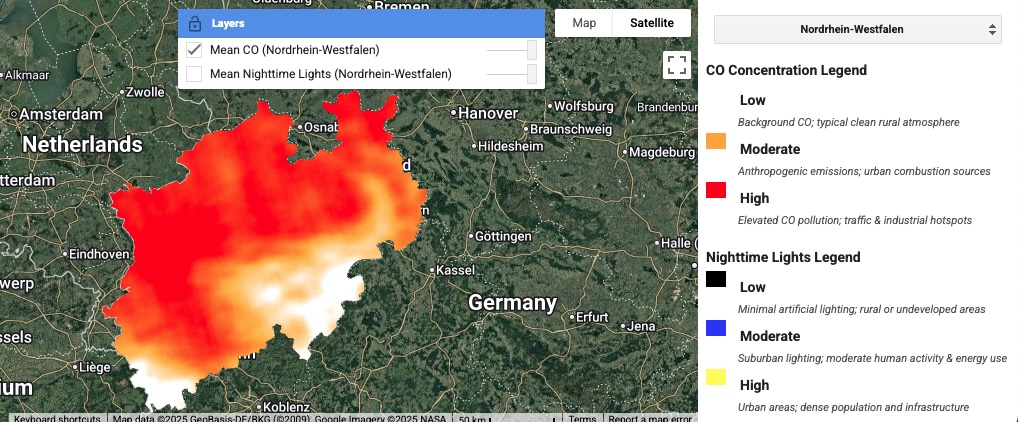 Bremen
Layers
Mean CO (Nordrhein-Westfalen)
Mean Nighttime Lights (Nordrhein-Westfalen)
Map
Satellite
Alkmaar
Zwolle
Amsterdam
Netherlands
tterdam
Eindhoven
werp
ssels
Liège
ium
Osnab
Hanover
Wolfsburg
Brandenbur
Braunschweig
Hildesheim
Magdeburg
d
n
Göttingen
Halle (
Kassel
Germany
Erfurt
Jena
Koblenz
Keyboard shortcuts
Map data ©2025 GeoBasis-DE/BKG (©2009), Google Imagery ©2025 NASA
50 km
Terms
Report a map error
Nordrhein-Westfalen
CO Concentration Legend
Low
Background CO; typical clean rural atmosphere
Moderate
Anthropogenic emissions; urban combustion sources
High
Elevated CO pollution; traffic & industrial hotspots
Nighttime Lights Legend
Low
Minimal artificial lighting; rural or undeveloped areas
Moderate
Suburban lighting; moderate human activity & energy use
High
Urban areas; dense population and infrastructure